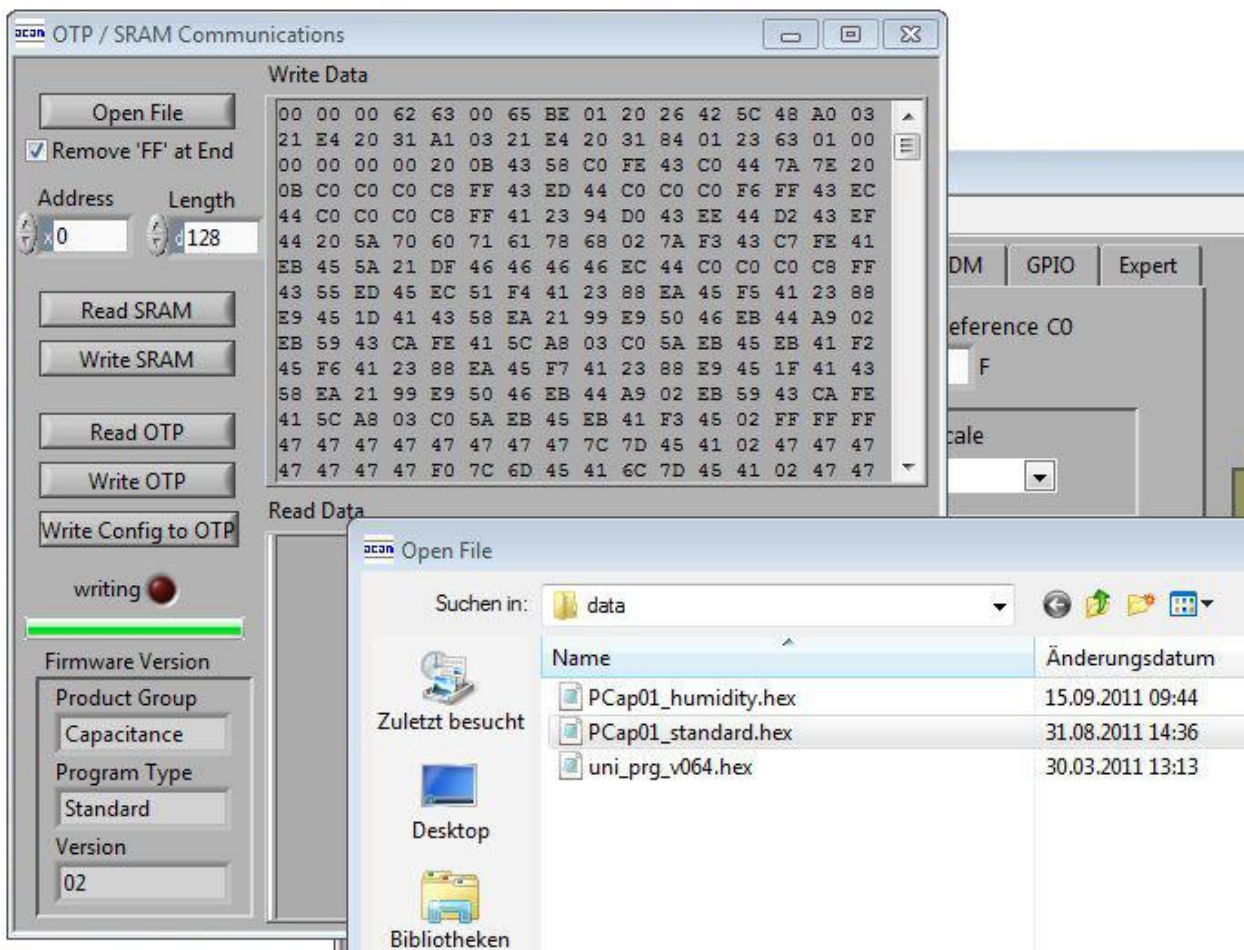 acam OTP / SRAM Communications
Write Data
Open File
Remove 'FF' at End
Address Length
x 0 d 128
Read SRAM
Write SRAM
Read OTP
Write OTP
Write Config to OTP
writing
Firmware Version
Product Group
Capacitance
Program Type
Standard
Version
02
00 00 00 62 63 00 65 BE 01 20 26 42 5C 48 A0 03
21 E4 20 31 A1 03 21 E4 20 31 84 01 23 63 01 00
00 00 00 00 20 0B 43 58 C0 FE 43 C0 44 7A 7E 20
0B C0 C0 C0 C8 FF 43 ED 44 C0 C0 C0 F6 FF 43 EC
44 C0 C0 C0 C8 FF 41 23 94 D0 43 EE 44 D2 43 EF
44 20 5A 70 60 71 61 78 68 02 7A F3 43 C7 FE 41
EB 45 5A 21 DF 46 46 46 46 EC 44 C0 C0 C0 C8 FF
43 55 ED 45 EC 51 F4 41 23 88 EA 45 F5 41 23 88
E9 45 1D 41 43 58 EA 21 99 E9 50 46 EB 44 A9 02
EB 59 43 CA FE 41 5C A8 03 C0 5A EB 45 EB 41 F2
45 F6 41 23 88 EA 45 F7 41 23 88 E9 45 1F 41 43
58 EA 21 99 E9 50 46 EB 44 A9 02 EB 59 43 CA FE
41 5C A8 03 C0 5A EB 45 EB 41 F3 45 02 FF FF FF
47 47 47 47 47 47 47 47 7C 7D 45 41 02 47 47 47
47 47 47 47 F0 7C 6D 45 41 6C 7D 45 41 02 47 47
Read Data
DM GPIO Expert
eference C0
F
cale
acam Open File
Suchen in: data
Name Änderungsdatum
PCap01_humidity.hex 15.09.2011 09:44
PCap01_standard.hex 31.08.2011 14:36
uni_prg_v064.hex 30.03.2011 13:13
Zuletzt besucht
Desktop
Bibliotheken